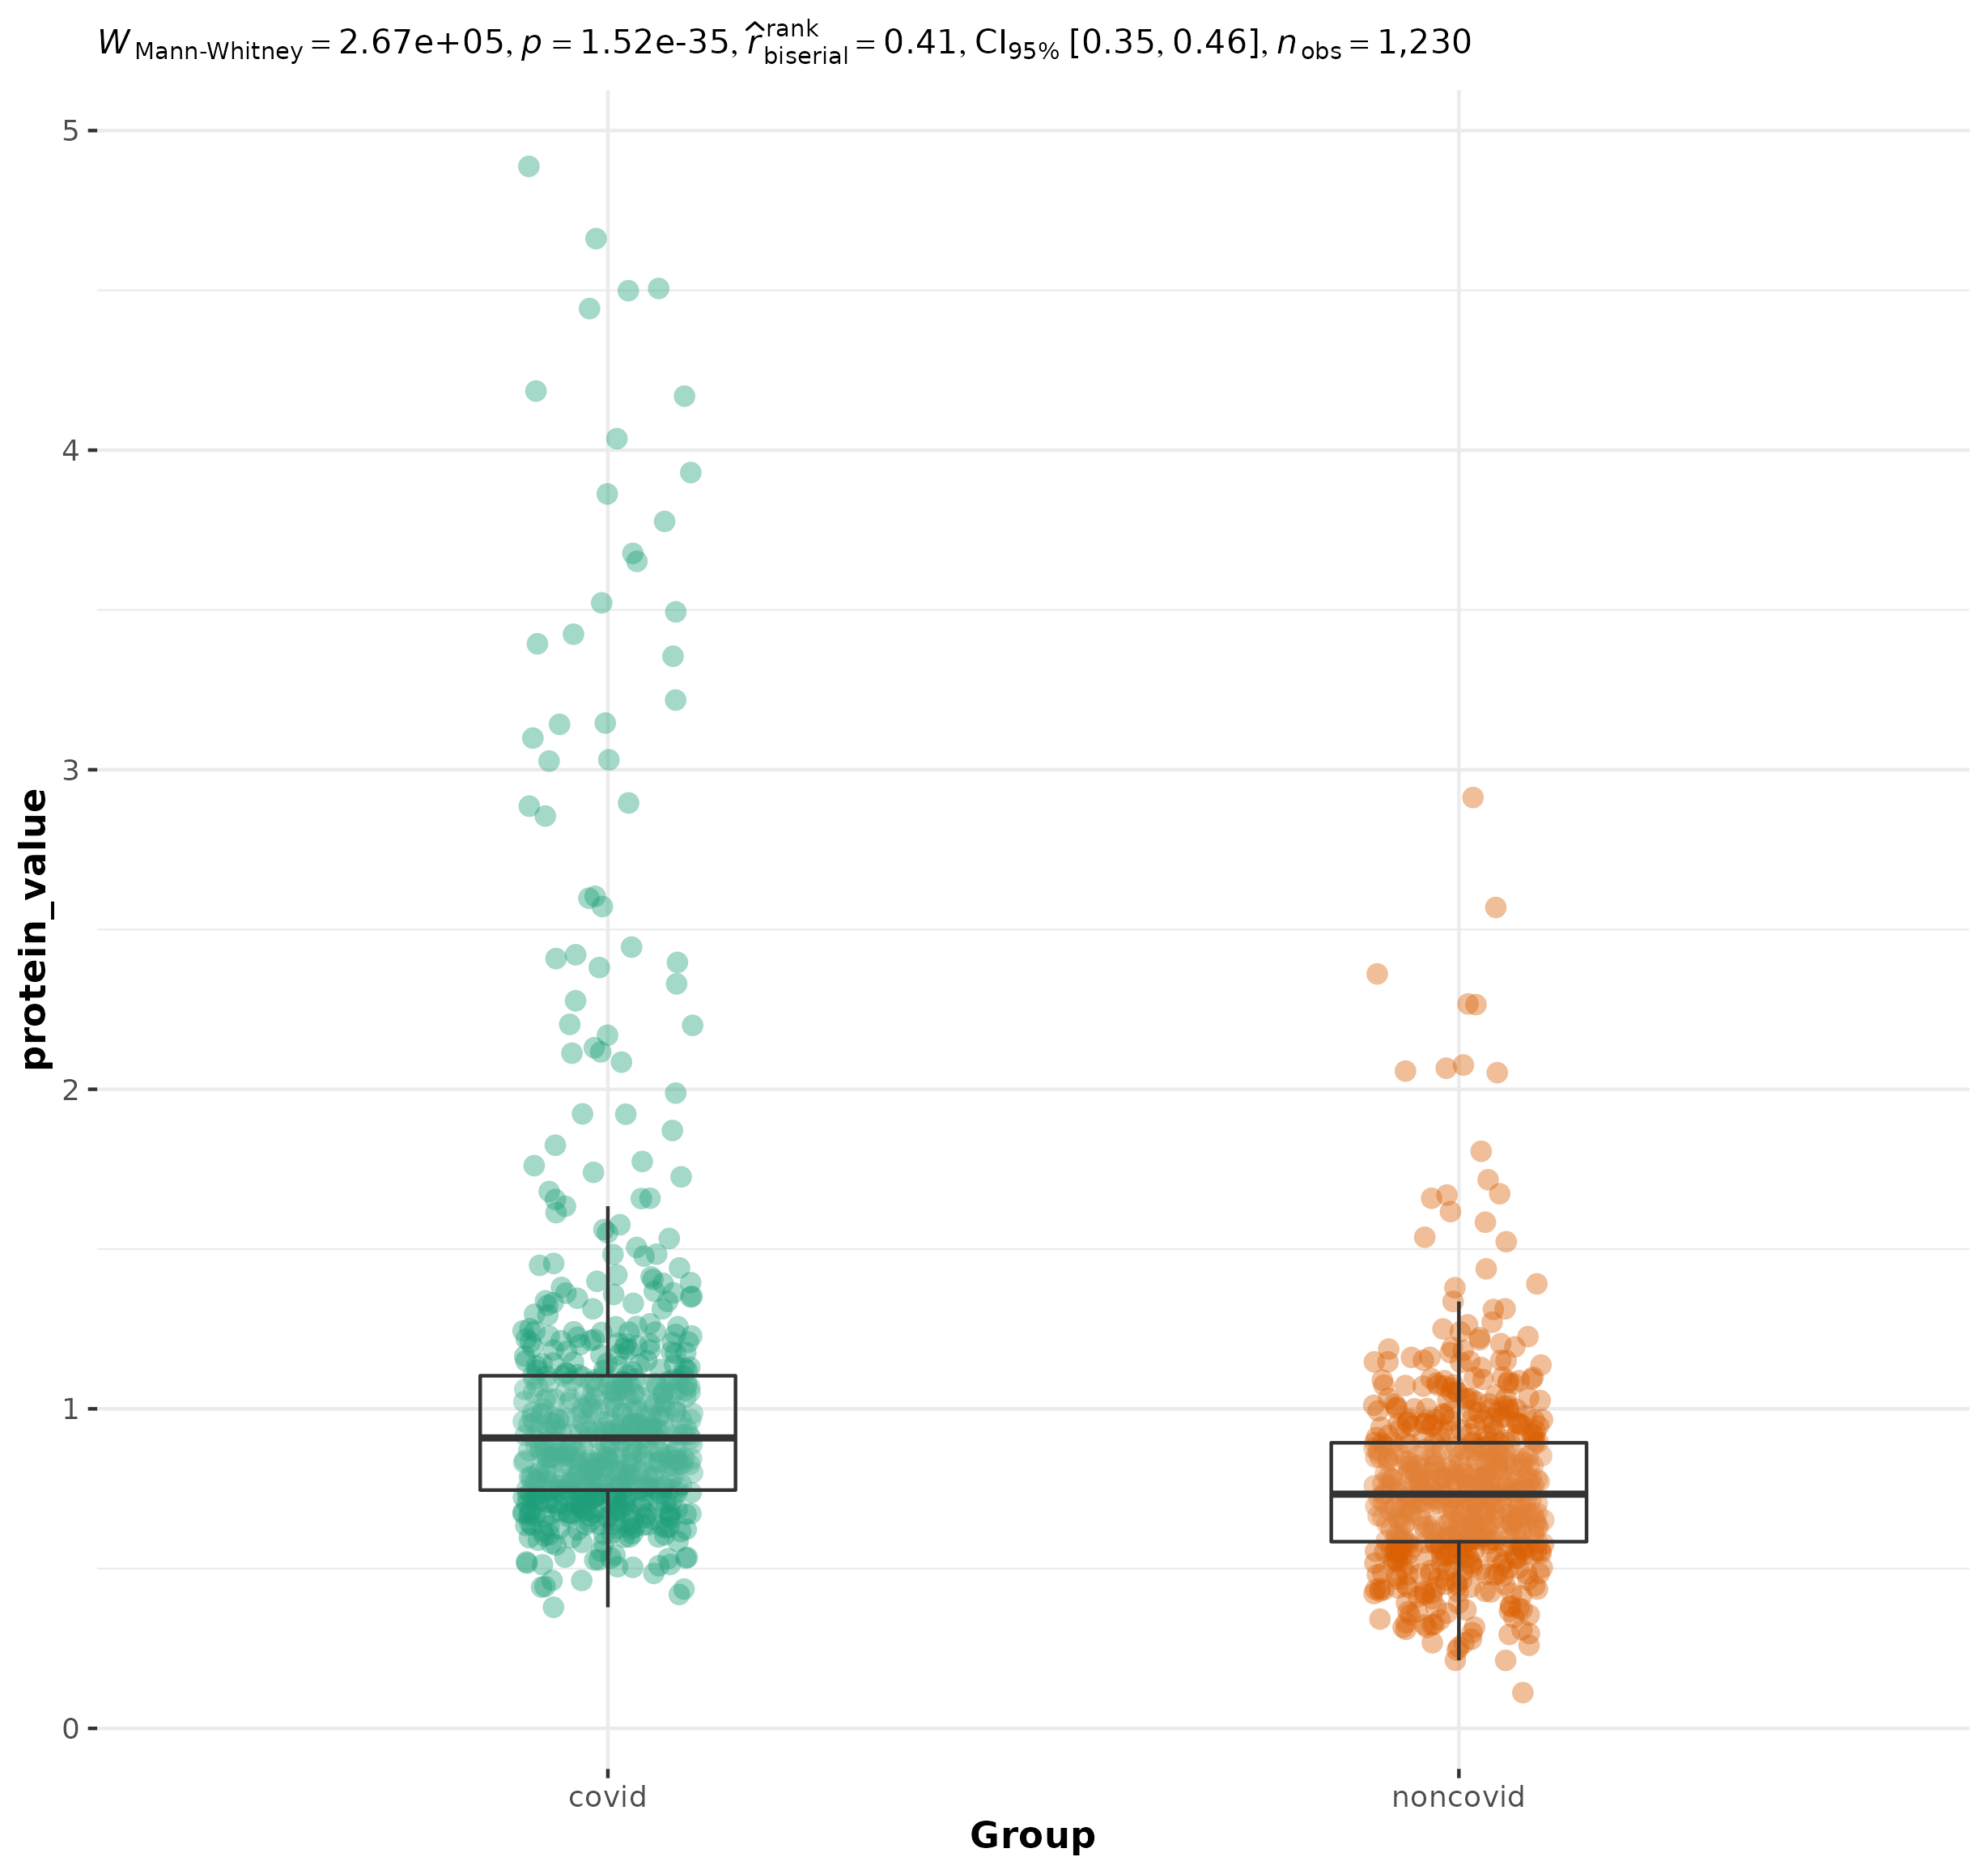 W Mann-Whitney = 2.67e+05, p = 1.52e-35, r̂ rank biserial = 0.41, CI95% [0.35, 0.46], n obs = 1,230
5
4
3
2
1
0
protein_value
covid noncovid
Group